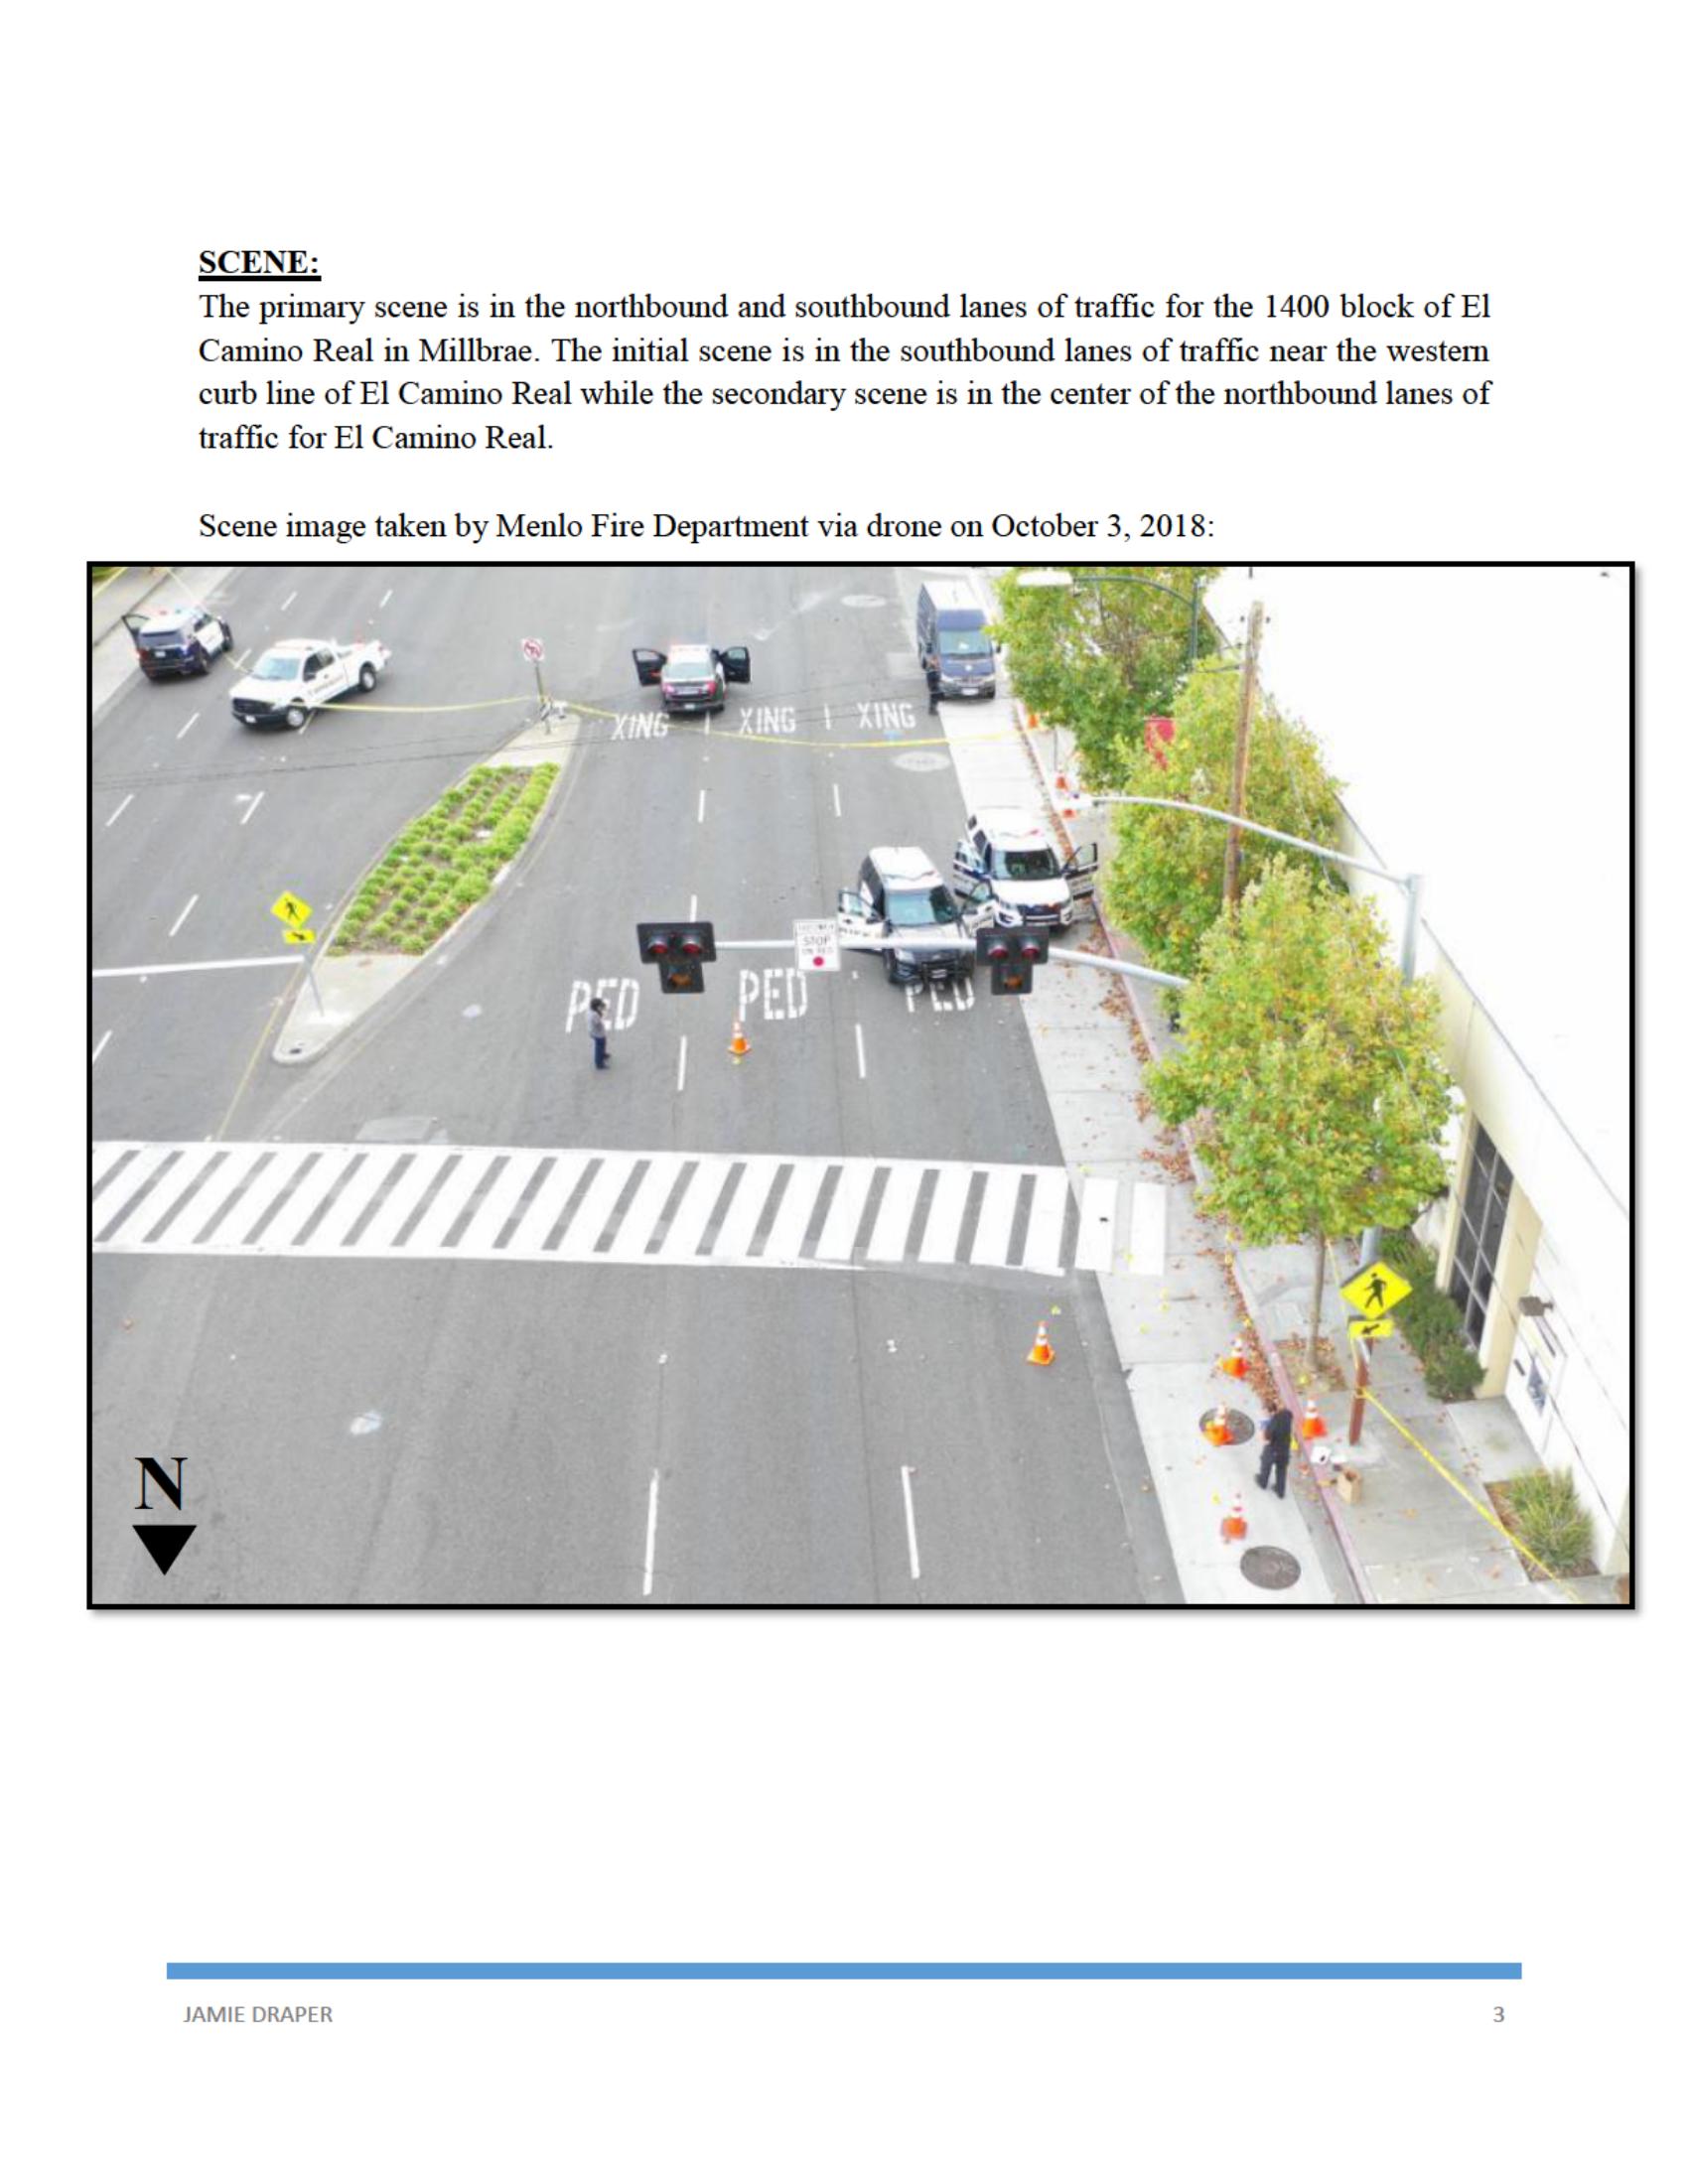 SCENE:
The primary scene is in the northbound and southbound lanes of traffic for the 1400 block of El
Camino Real in Millbrae. The initial scene is in the southbound lanes of traffic near the western
curb line of El Camino Real while the secondary scene is in the center of the northbound lanes of
traffic for El Camino Real.
Scene image taken by Menlo Fire Department via drone on October 3, 2018:
XING XING XING
STOP
ON RED
PED PED PED
N
JAMIE DRAPER 3